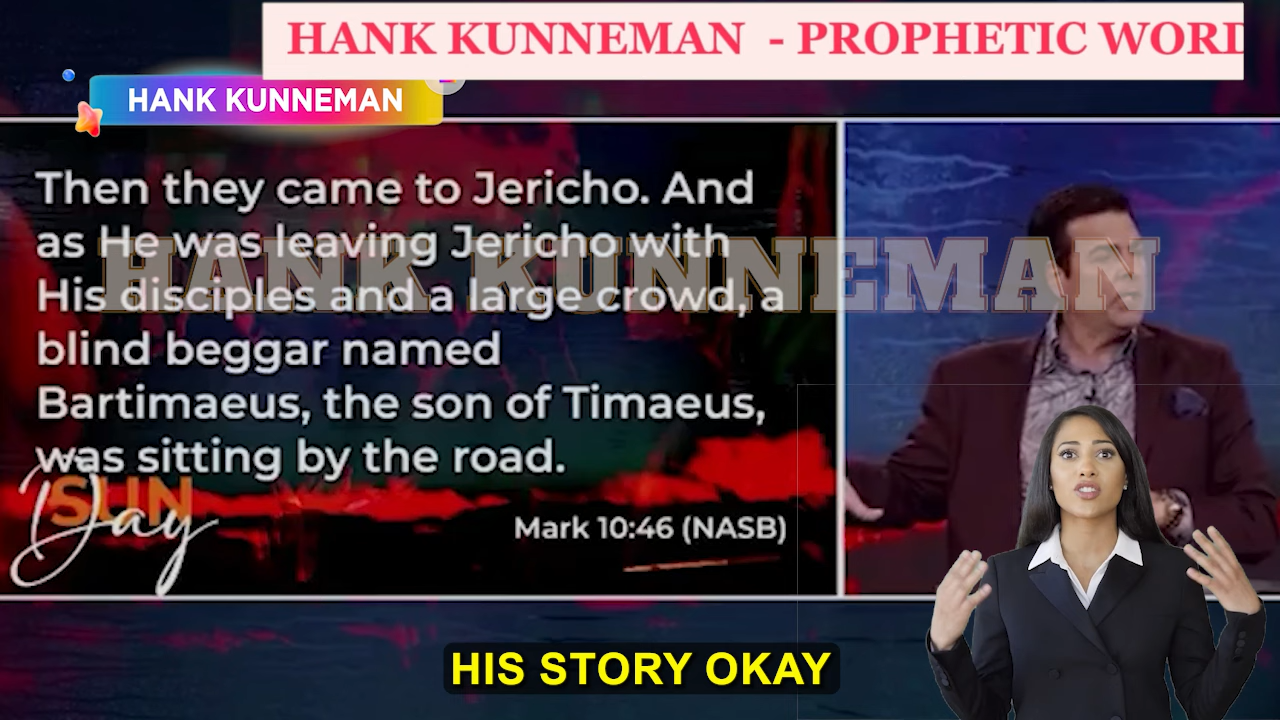 HANK KUNNEMAN - PROPHETIC WORD
HANK KUNNEMAN
Then they came to Jericho. And
as He was leaving Jericho with
His disciples and a large crowd, a
blind beggar named
Bartimaeus, the son of Timaeus,
was sitting by the road.
Mark 10:46 (NASB)
HANK KUNNEMAN
SUN
Day
HIS STORY OKAY